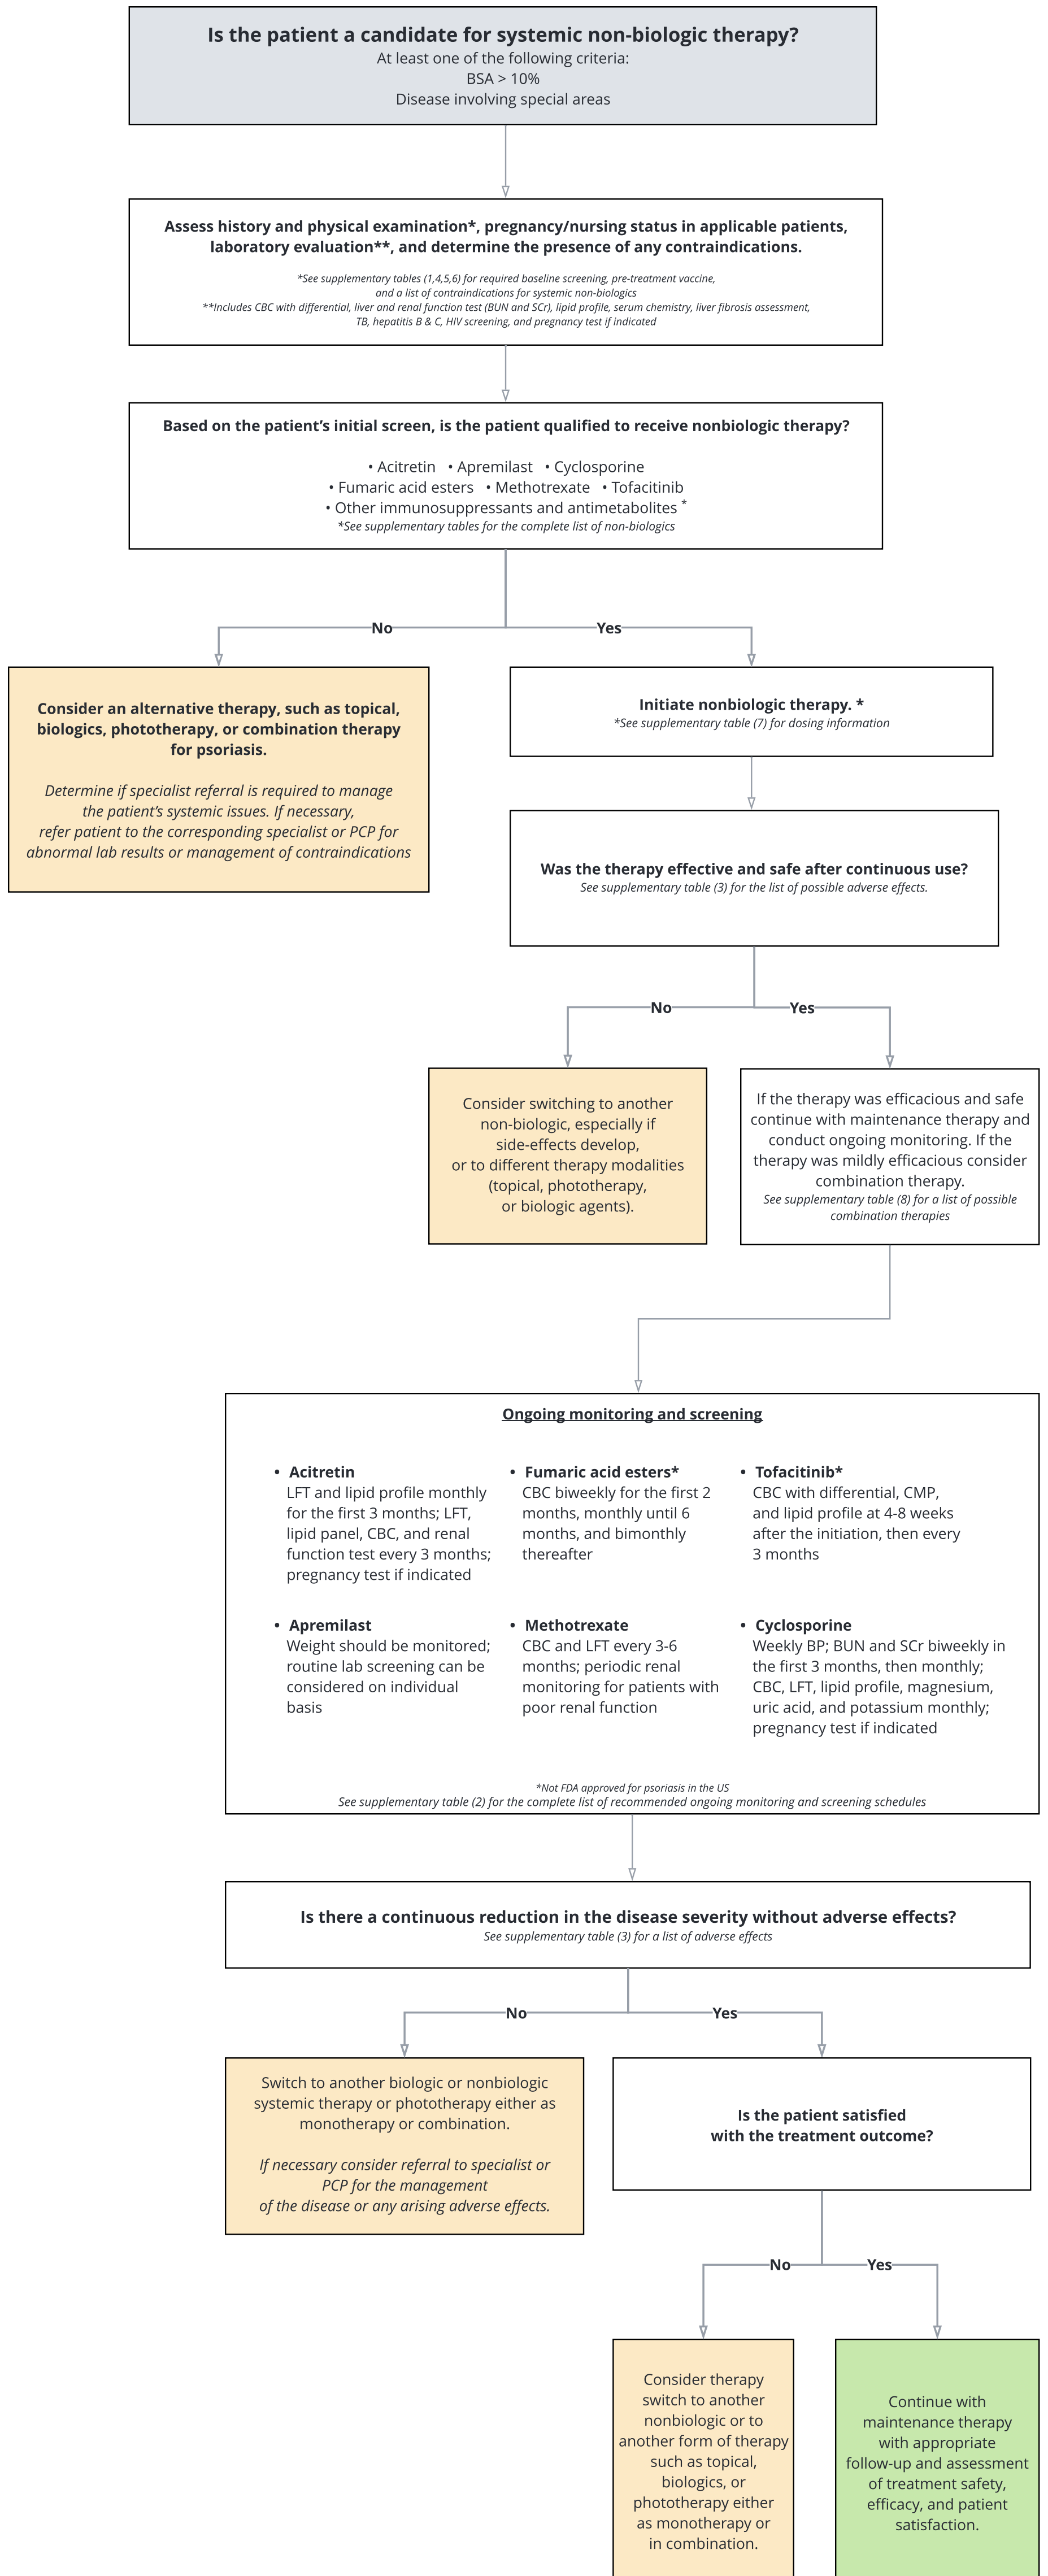 Is the patient a candidate for systemic non-biologic therapy?
At least one of the following criteria:
BSA > 10%
Disease involving special areas
Assess history and physical examination*, pregnancy/nursing status in applicable patients,
laboratory evaluation**, and determine the presence of any contraindications.
*See supplementary tables (1,4,5,6) for required baseline screening, pre-treatment vaccine,
and a list of contraindications for systemic non-biologics
**Includes CBC with differential, liver and renal function test (BUN and SCr), lipid profile, serum chemistry, liver fibrosis assessment,
TB, hepatitis B & C, HIV screening, and pregnancy test if indicated
Based on the patient’s initial screen, is the patient qualified to receive nonbiologic therapy?
• Acitretin • Apremilast • Cyclosporine
• Fumaric acid esters • Methotrexate • Tofacitinib
• Other immunosuppressants and antimetabolites *
*See supplementary tables for the complete list of non-biologics
No
Yes
Consider an alternative therapy, such as topical,
biologics, phototherapy, or combination therapy
for psoriasis.
Determine if specialist referral is required to manage
the patient’s systemic issues. If necessary,
refer patient to the corresponding specialist or PCP for
abnormal lab results or management of contraindications
Initiate nonbiologic therapy. *
*See supplementary table (7) for dosing information
Was the therapy effective and safe after continuous use?
See supplementary table (3) for the list of possible adverse effects.
No
Yes
Consider switching to another
non-biologic, especially if
side-effects develop,
or to different therapy modalities
(topical, phototherapy,
or biologic agents).
If the therapy was efficacious and safe
continue with maintenance therapy and
conduct ongoing monitoring. If the
therapy was mildly efficacious consider
combination therapy.
See supplementary table (8) for a list of possible
combination therapies
Ongoing monitoring and screening
• Acitretin
LFT and lipid profile monthly
for the first 3 months; LFT,
lipid panel, CBC, and renal
function test every 3 months;
pregnancy test if indicated
• Fumaric acid esters*
CBC biweekly for the first 2
months, monthly until 6
months, and bimonthly
thereafter
• Tofacitinib*
CBC with differential, CMP,
and lipid profile at 4-8 weeks
after the initiation, then every
3 months
• Apremilast
Weight should be monitored;
routine lab screening can be
considered on individual
basis
• Methotrexate
CBC and LFT every 3-6
months; periodic renal
monitoring for patients with
poor renal function
• Cyclosporine
Weekly BP; BUN and SCr biweekly in
the first 3 months, then monthly;
CBC, LFT, lipid profile, magnesium,
uric acid, and potassium monthly;
pregnancy test if indicated
*Not FDA approved for psoriasis in the US
See supplementary table (2) for the complete list of recommended ongoing monitoring and screening schedules
Is there a continuous reduction in the disease severity without adverse effects?
See supplementary table (3) for a list of adverse effects
No
Yes
Switch to another biologic or nonbiologic
systemic therapy or phototherapy either as
monotherapy or combination.
If necessary consider referral to specialist or
PCP for the management
of the disease or any arising adverse effects.
Is the patient satisfied
with the treatment outcome?
No
Yes
Consider therapy
switch to another
nonbiologic or to
another form of therapy
such as topical,
biologics, or
phototherapy either
as monotherapy or
in combination.
Continue with
maintenance therapy
with appropriate
follow-up and assessment
of treatment safety,
efficacy, and patient
satisfaction.